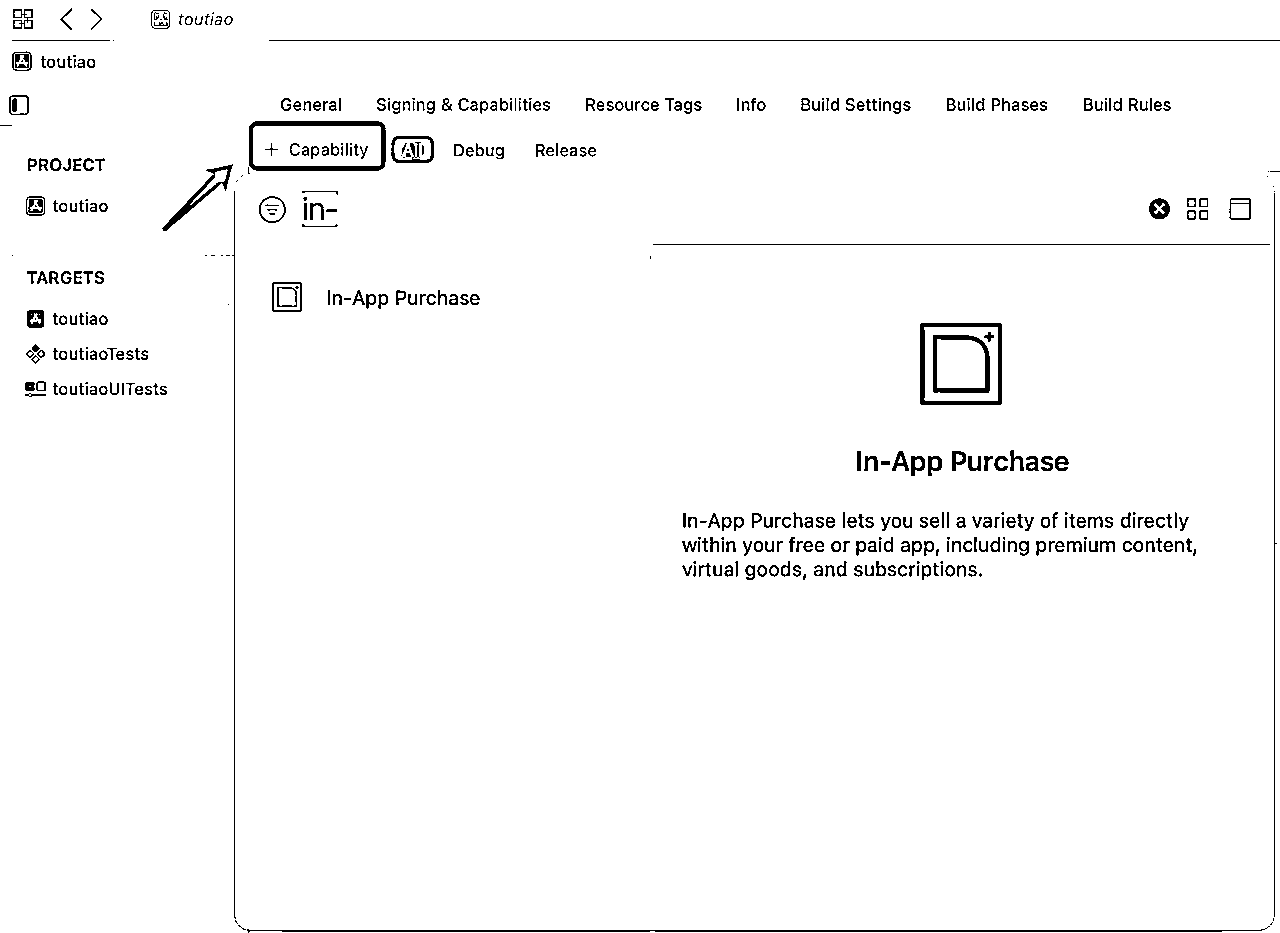 toutiao
toutiao
General Signing & Capabilities Resource Tags Info Build Settings Build Phases Build Rules
+ Capability All Debug Release
PROJECT
toutiao
in-
TARGETS
toutiao
toutiaoTests
toutiaoUITests
In-App Purchase
In-App Purchase
In-App Purchase lets you sell a variety of items directly
within your free or paid app, including premium content,
virtual goods, and subscriptions.